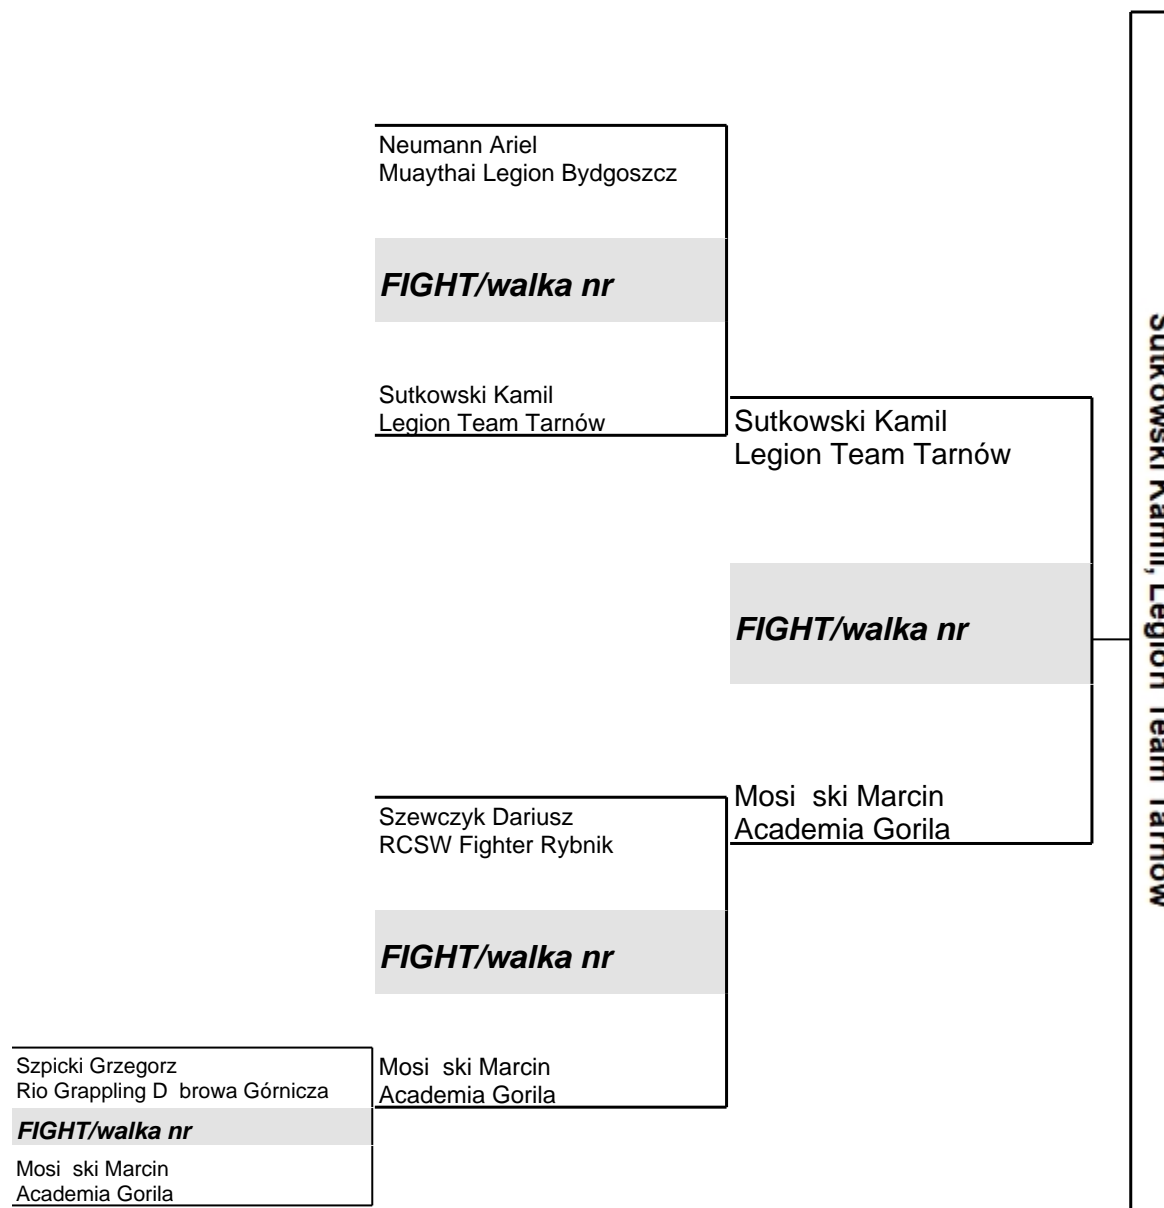 Neumann Ariel
Muaythai Legion Bydgoszcz
FIGHT/walka nr
Sutkowski Kamil
Legion Team Tarnów
Sutkowski Kamil
Legion Team Tarnów
FIGHT/walka nr
Mosi ski Marcin
Academia Gorila
Szewczyk Dariusz
RCSW Fighter Rybnik
FIGHT/walka nr
Mosi ski Marcin
Academia Gorila
Szpicki Grzegorz
Rio Grappling D browa Górnicza
FIGHT/walka nr
Mosi ski Marcin
Academia Gorila
Sutkowski Kamil, Legion Team Tarnów